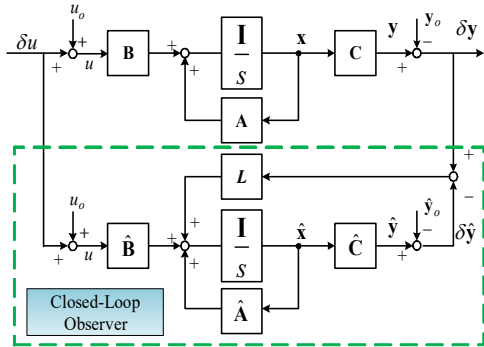 u_o
y_o
δu
+
+
u
B
+
+
I
s
x
C
y
+
−
δy
A
L
+
−
u_o
ŷ_o
+
+
u
B̂
+
+
+
I
s
x̂
Ĉ
ŷ
+
−
δŷ
Â
Closed-Loop
Observer